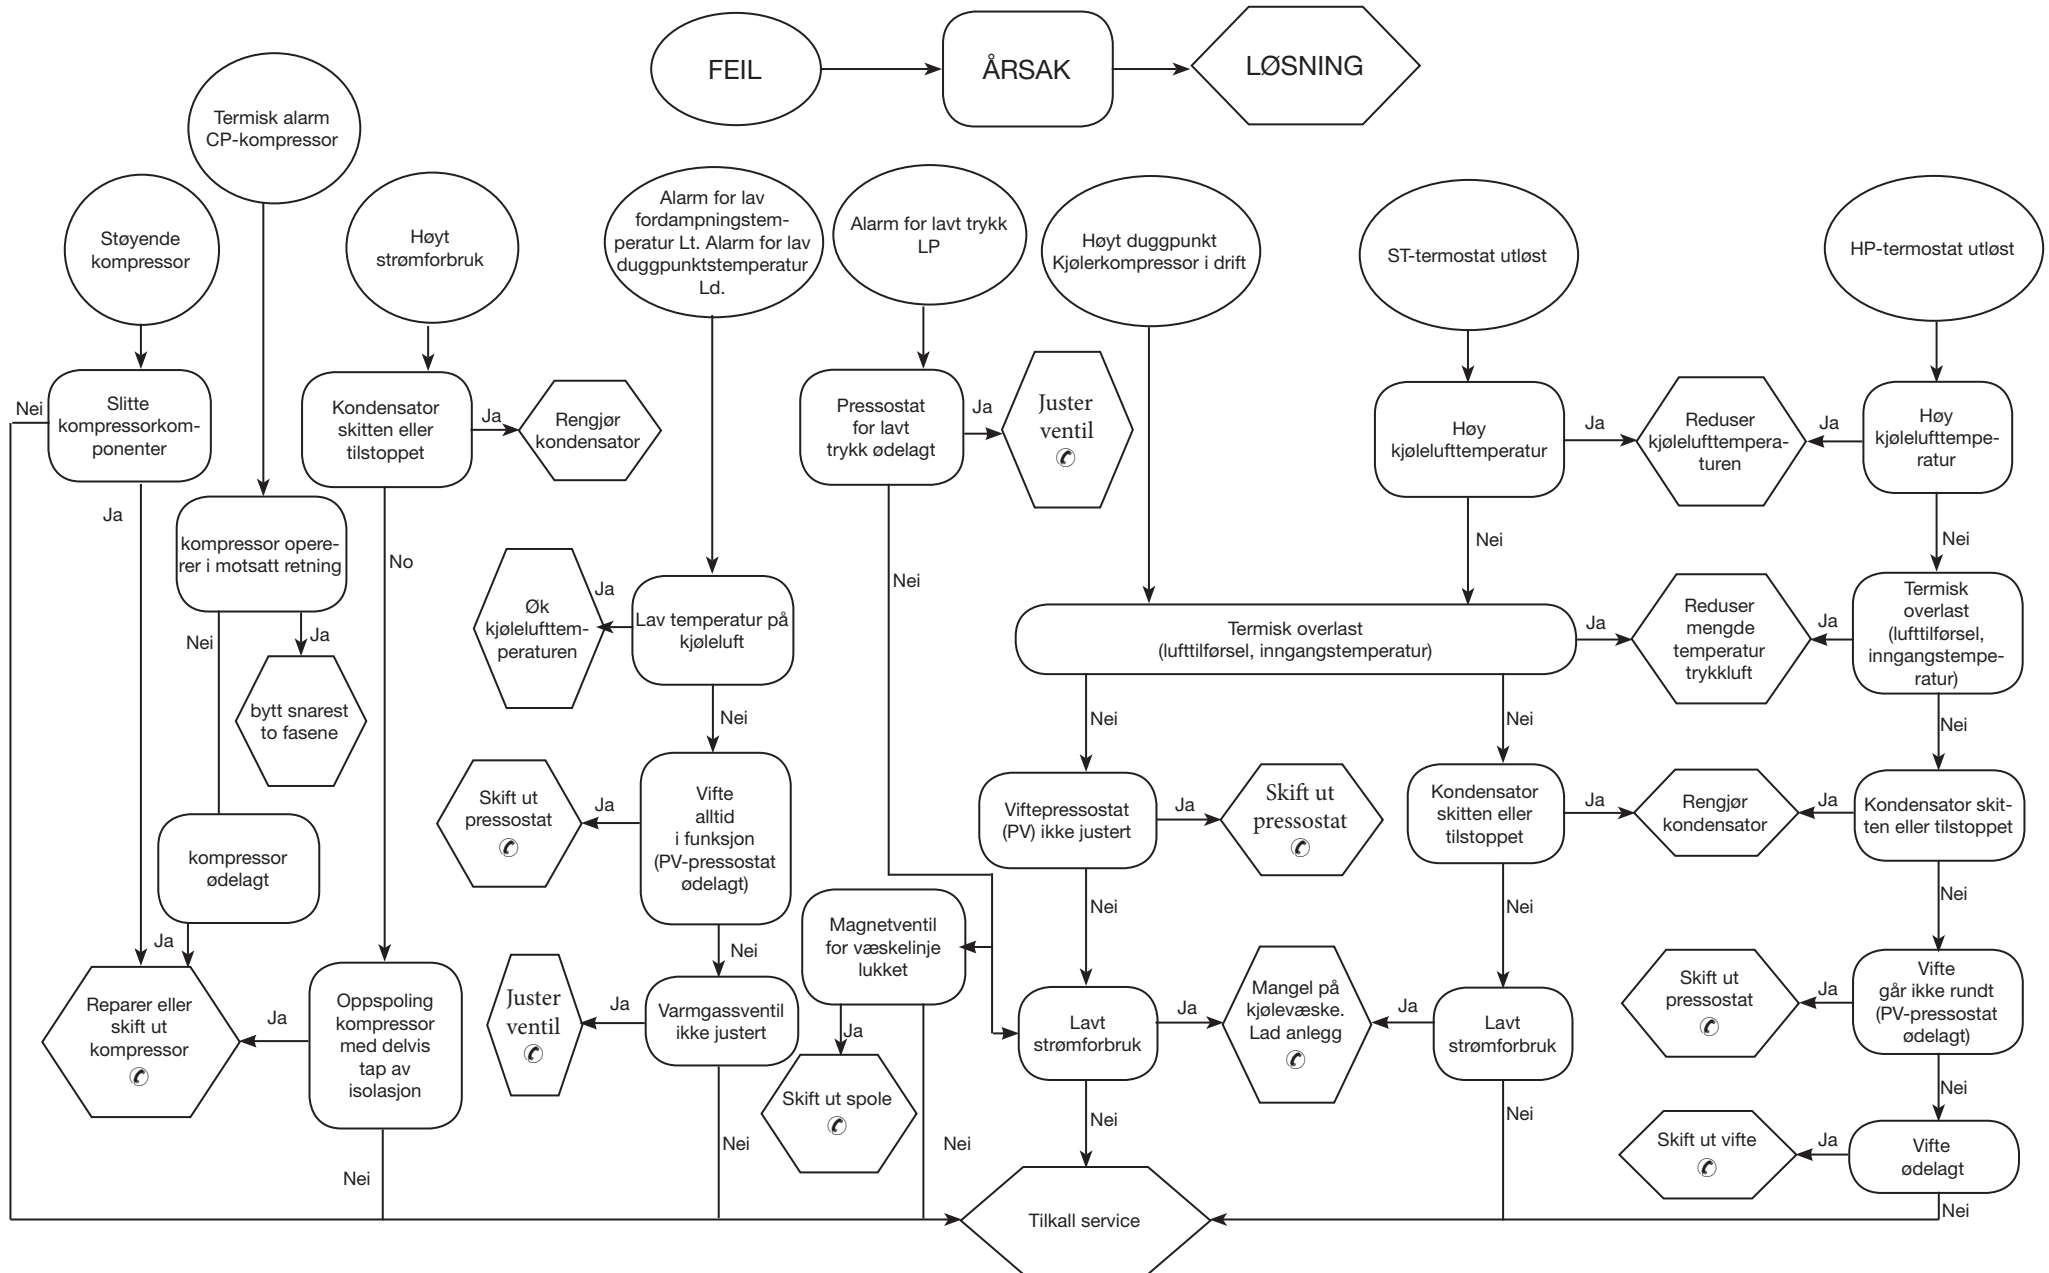 FEIL
ÅRSAK
LØSNING
Termisk alarm
CP-kompressor
Støyende
kompressor
Høyt
strømforbruk
Alarm for lav
fordampningstem-
peratur Lt. Alarm for lav
duggpunktstemperatur
Ld.
Alarm for lavt trykk
LP
Høyt duggpunkt
Kjølerkompressor i drift
ST-termostat utløst
HP-termostat utløst
Nei
Slitte
kompressorkom-
ponenter
Ja
Kondensator
skitten eller
tilstoppet
Ja
Rengjør
kondensator
No
Pressostat
for lavt
trykk ødelagt
Ja
Juster
ventil
Nei
Høy
kjølelufttemperatur
Ja
Reduser
kjølelufttempera-
turen
Ja
Høy
kjølelufttempe-
ratur
Nei
Nei
kompressor opere-
rer i motsatt retning
Nei
Ja
bytt snarest
to fasene
Øk
kjølelufttem-
peraturen
Ja
Lav temperatur på
kjøleluft
Nei
Termisk overlast
(lufttilførsel, inngangstemperatur)
Ja
Reduser
mengde
temperatur
trykkluft
Ja
Termisk
overlast
(lufttilførsel,
inngangstempe-
ratur)
Nei
Nei
Nei
kompressor
ødelagt
Ja
Skift ut
pressostat
Ja
Vifte
alltid
i funksjon
(PV-pressostat
ødelagt)
Nei
Viftepressostat
(PV) ikke justert
Ja
Skift ut
pressostat
Nei
Kondensator
skitten eller
tilstoppet
Ja
Rengjør
kondensator
Ja
Kondensator skit-
ten eller tilstoppet
Nei
Nei
Magnetventil
for væskelinje
lukket
Ja
Skift ut spole
Nei
Reparer eller
skift ut
kompressor
Ja
Oppspoling
kompressor
med delvis
tap av
isolasjon
Nei
Juster
ventil
Ja
Varmgassventil
ikke justert
Nei
Lavt
strømforbruk
Ja
Mangel på
kjølevæske.
Lad anlegg
Ja
Lavt
strømforbruk
Nei
Nei
Skift ut
pressostat
Ja
Vifte
går ikke rundt
(PV-pressostat
ødelagt)
Nei
Skift ut vifte
Ja
Vifte
ødelagt
Nei
Tilkall service